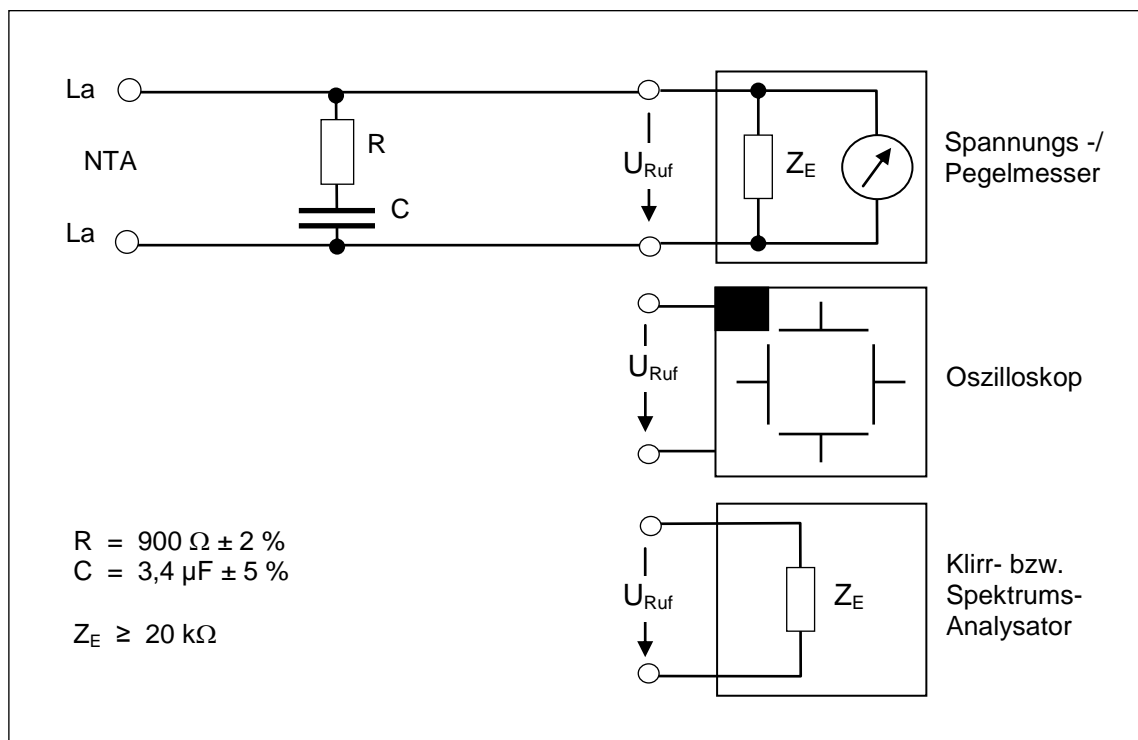 La
NTA
La
R
C
U_Ruf
Z_E
Spannungs -/
Pegelmesser
U_Ruf
Oszilloskop
R = 900 Ω ± 2 %
C = 3,4 µF ± 5 %
Z_E ≥ 20 kΩ
U_Ruf
Z_E
Klirr- bzw.
Spektrums-
Analysator